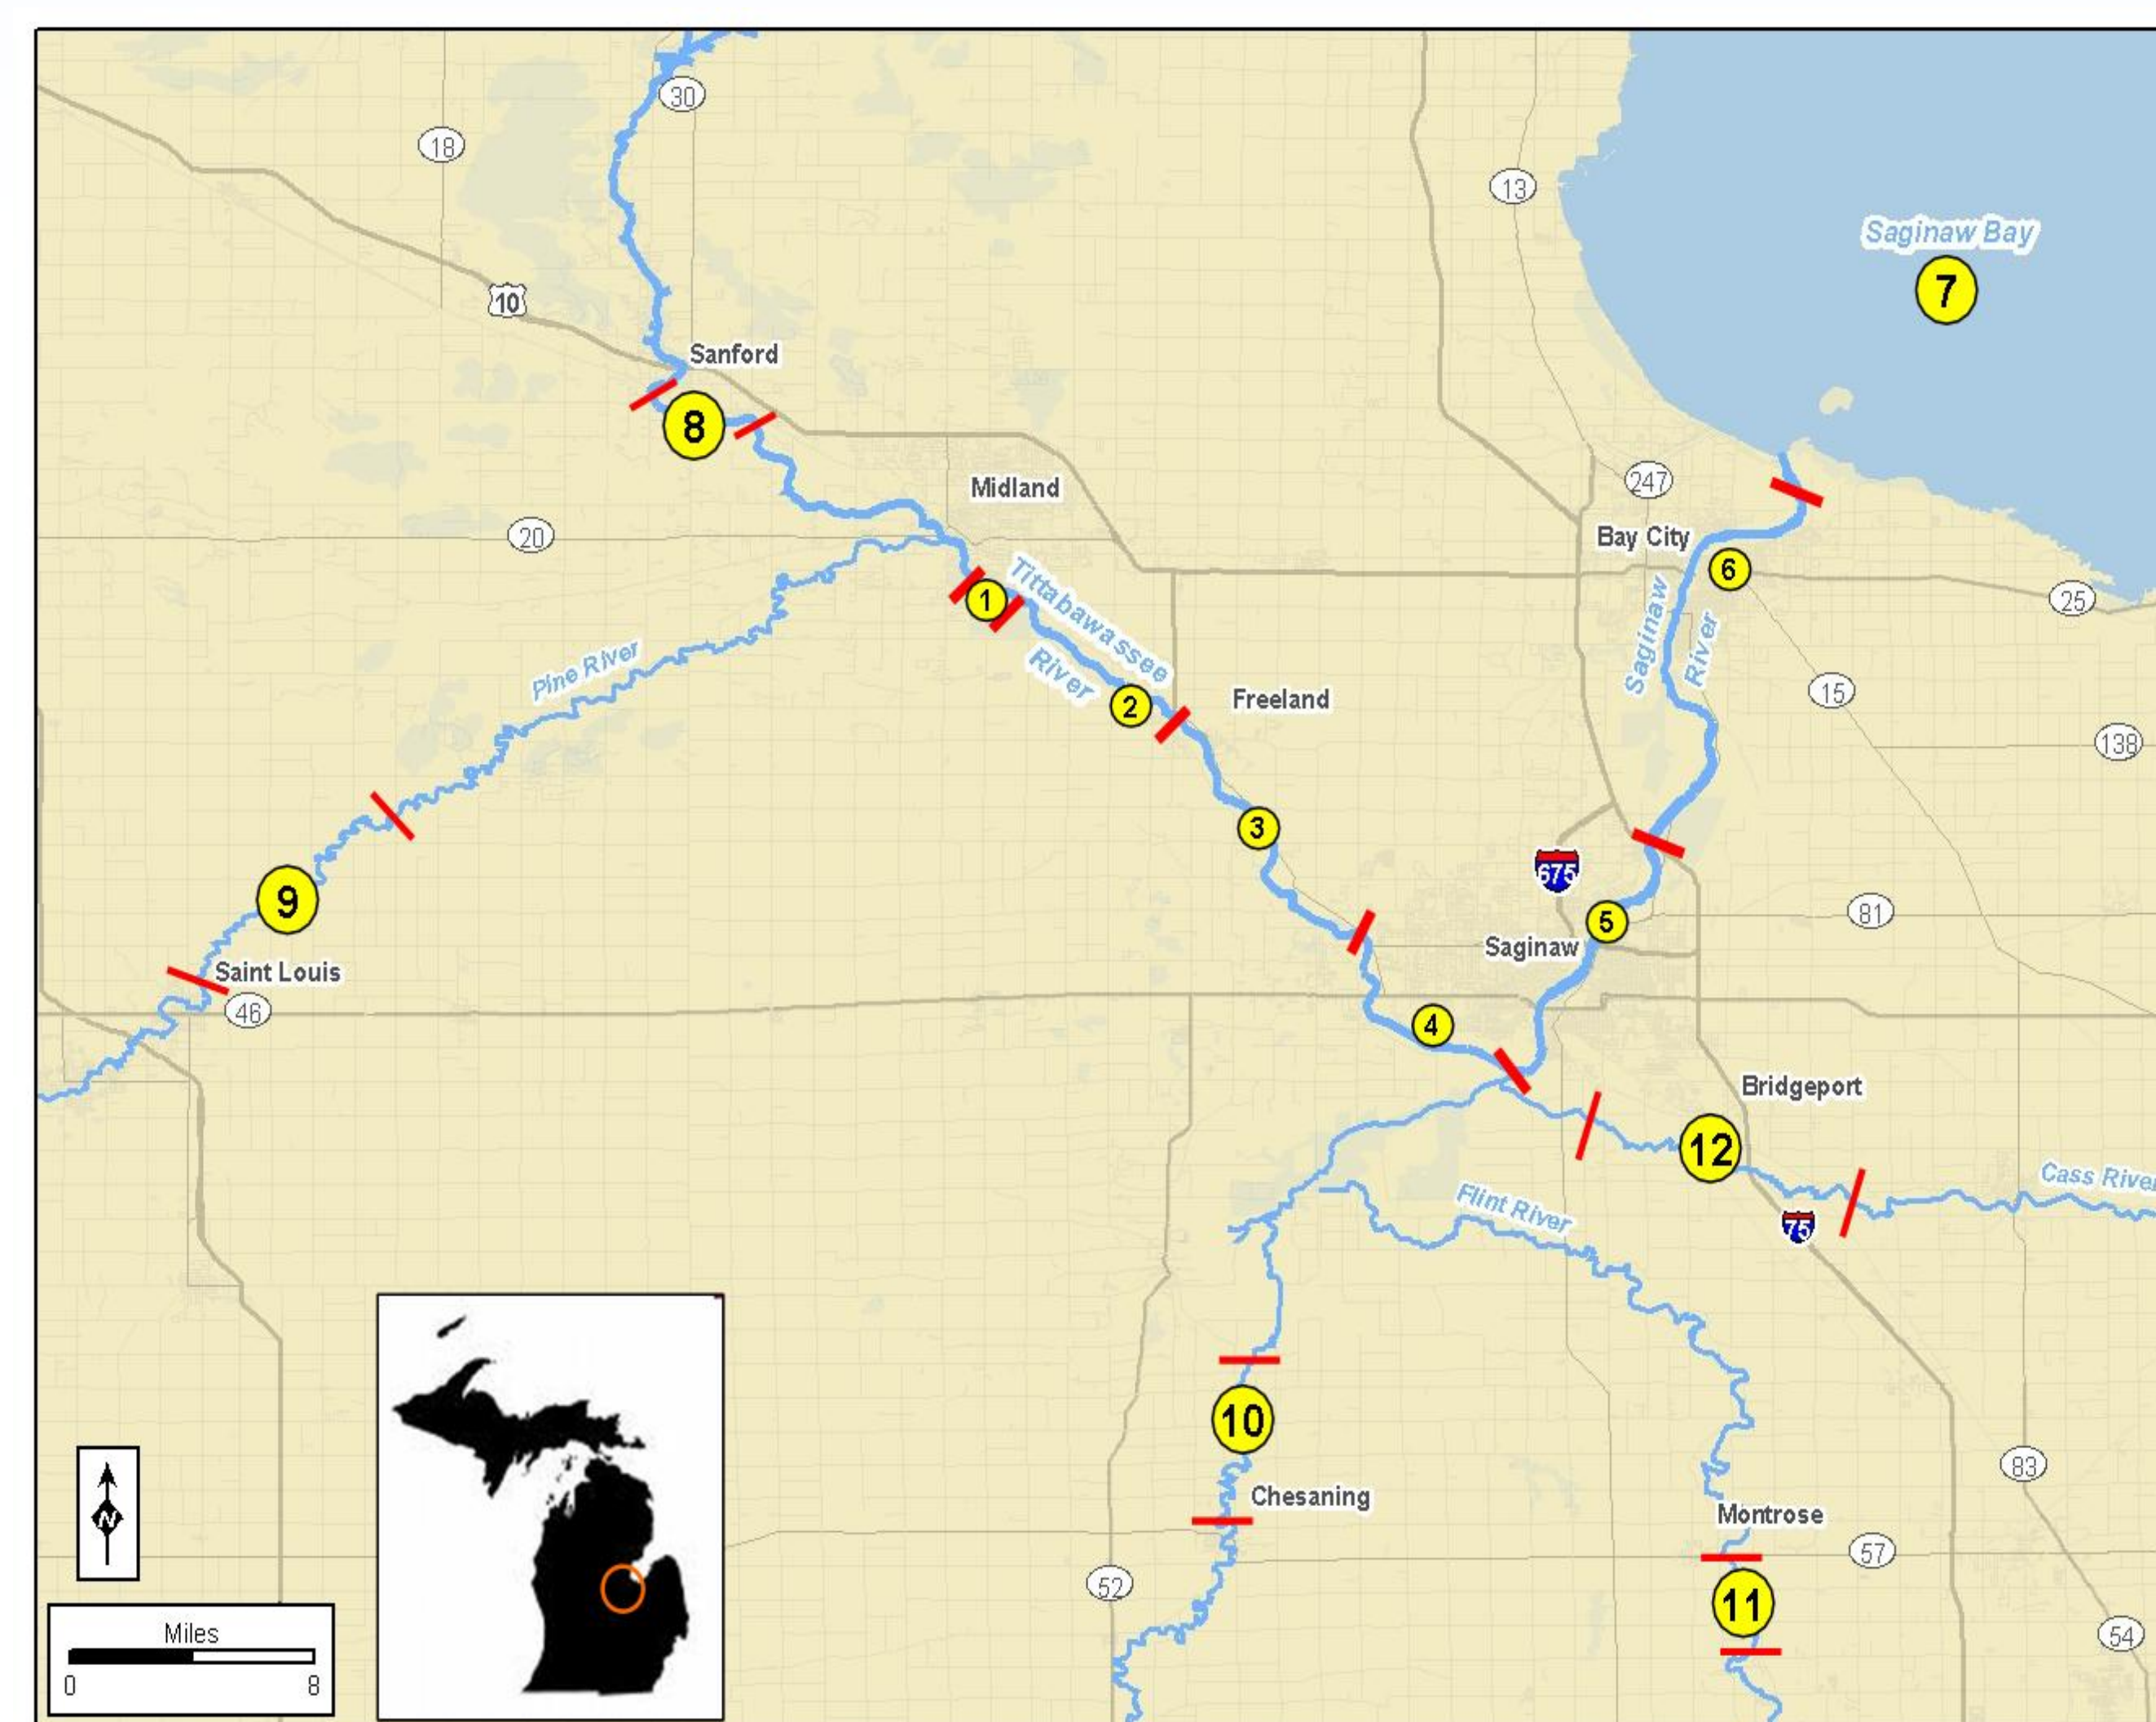 30
18
13
Saginaw Bay
7
10
Sanford
8
Midland
247
20
Bay City
6
25
1
Tittabawassee
River
Saginaw
River
Pine River
2
Freeland
15
138
3
675
9
5
81
Saginaw
Saint Louis
46
4
Bridgeport
12
Cass River
Flint River
75
10
83
Chesaning
Montrose
N
57
52
11
Miles
54
0
8